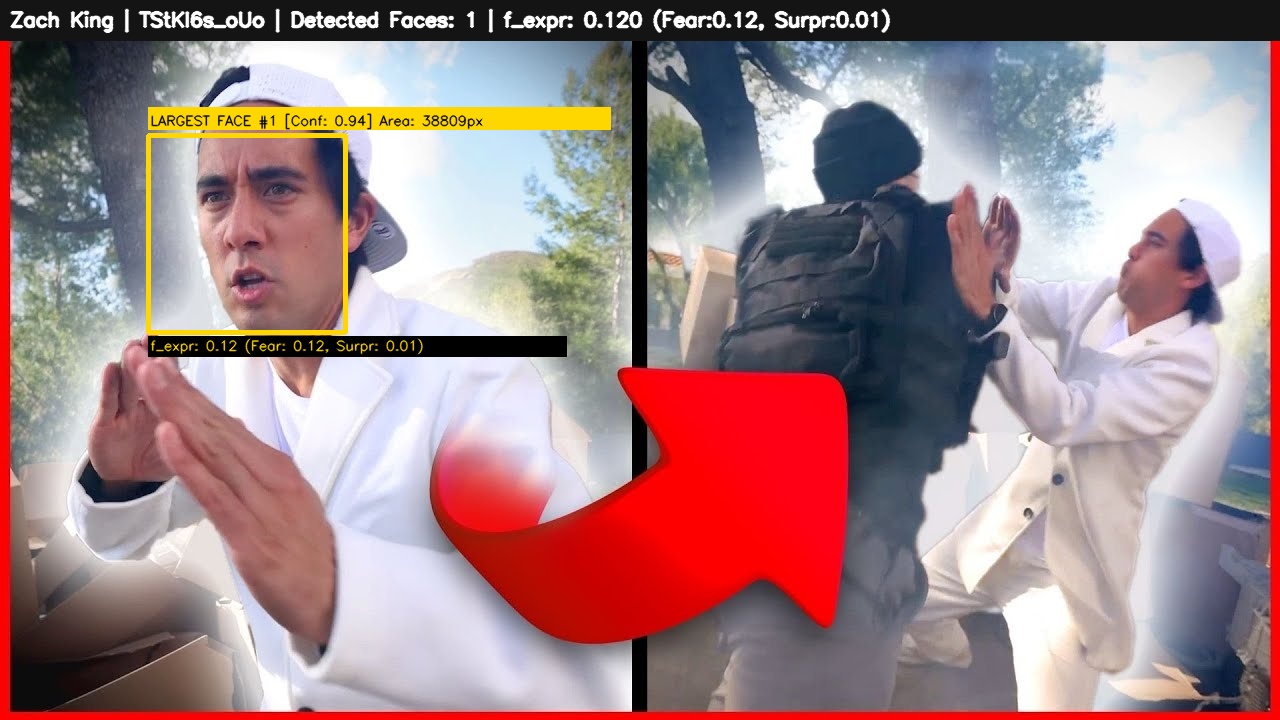 Zach King | TStKl6s_oUo | Detected Faces: 1 | f_expr: 0.120 (Fear:0.12, Surpr:0.01)
LARGEST FACE #1 [Conf: 0.94] Area: 38809px
f_expr: 0.12 (Fear: 0.12, Surpr: 0.01)